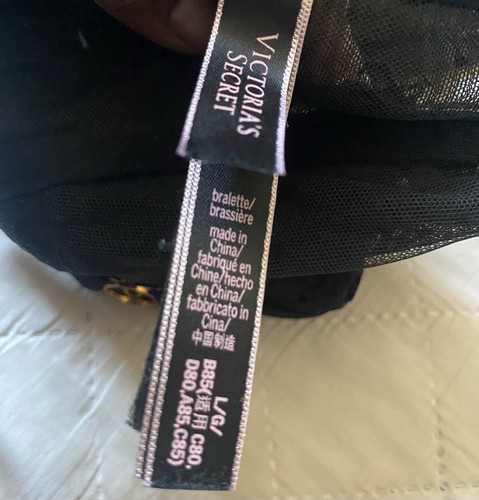 VICTORIA'S
SECRET
bralette/
brassière
made in
China/
fabriqué en
Chine/hecho
en China/
fabbricato in
Cina/
中国制造
L/G/
B85(适用 C80,
D80,A85,C85)